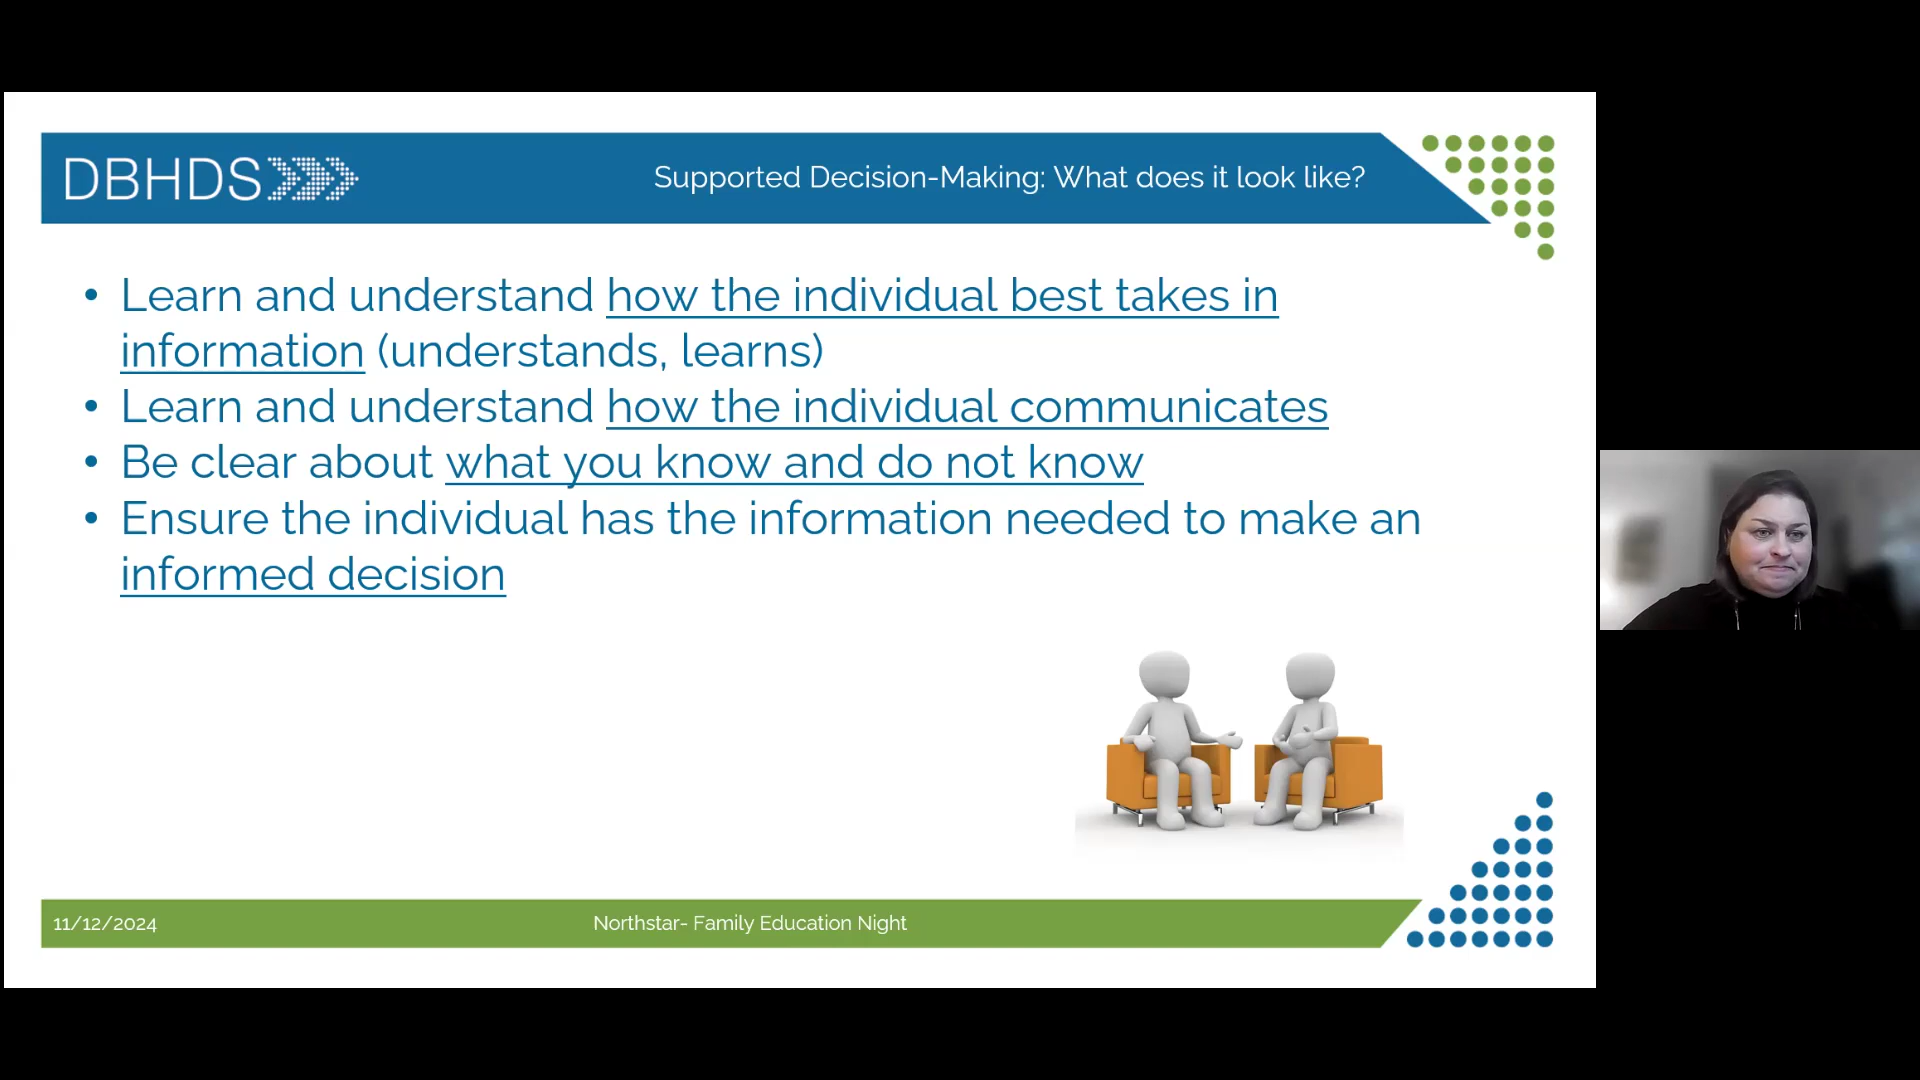 DBHDS
Supported Decision-Making: What does it look like?
• Learn and understand how the individual best takes in
information (understands, learns)
• Learn and understand how the individual communicates
• Be clear about what you know and do not know
• Ensure the individual has the information needed to make an
informed decision
11/12/2024
Northstar- Family Education Night